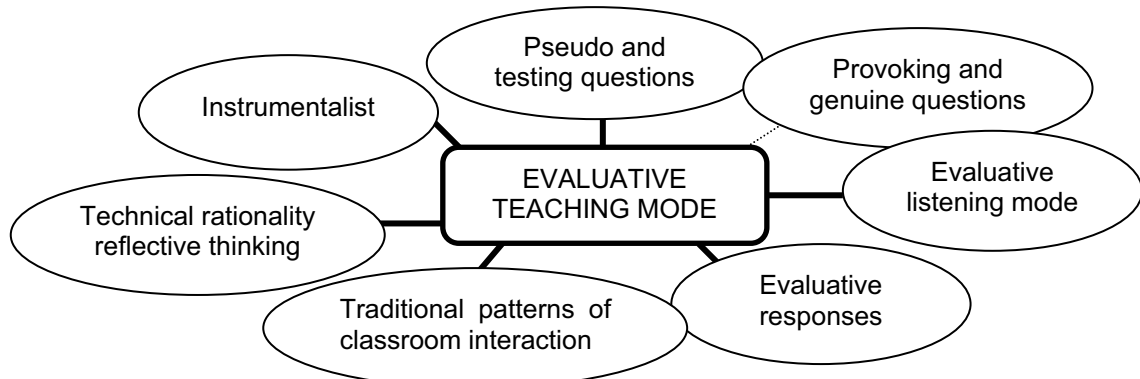 Pseudo and
testing questions
Provoking and
genuine questions
Instrumentalist
EVALUATIVE
TEACHING MODE
Evaluative
listening mode
Technical rationality
reflective thinking
Evaluative
responses
Traditional patterns of
classroom interaction